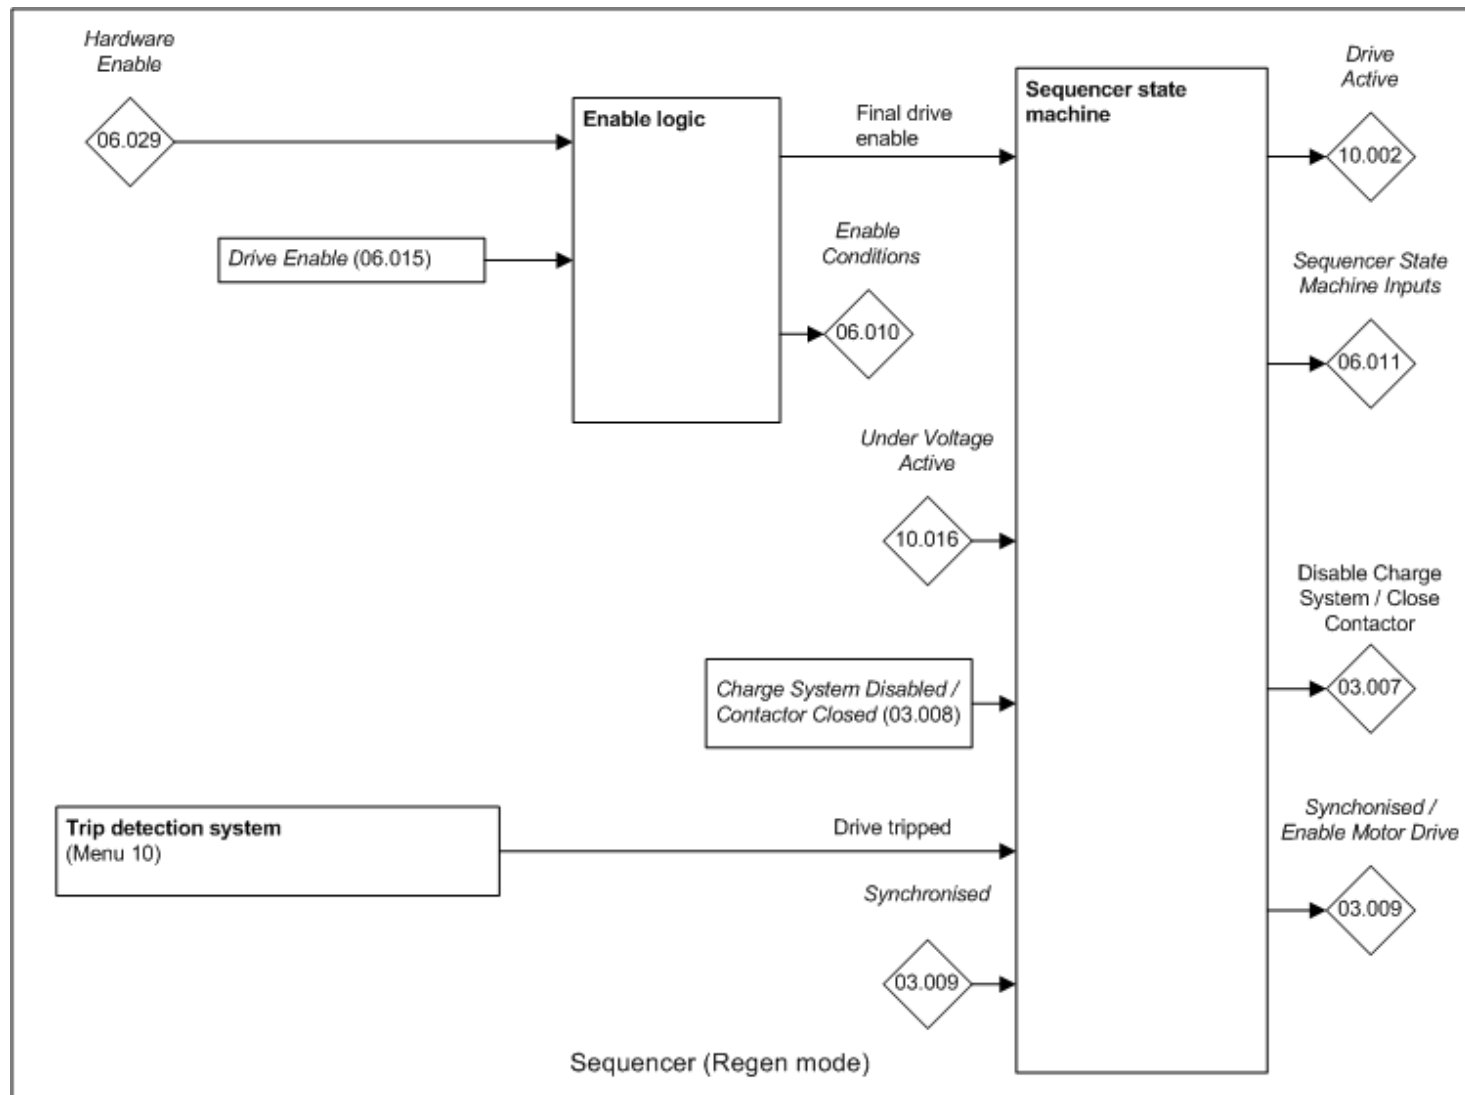 Hardware
Enable
06.029
Drive Enable (06.015)
Enable logic
Final drive
enable
Enable
Conditions
06.010
Under Voltage
Active
10.016
Charge System Disabled /
Contactor Closed (03.008)
Trip detection system
(Menu 10)
Drive tripped
Synchronised
03.009
Sequencer state
machine
Drive
Active
10.002
Sequencer State
Machine Inputs
06.011
Disable Charge
System / Close
Contactor
03.007
Synchonised /
Enable Motor Drive
03.009
Sequencer (Regen mode)